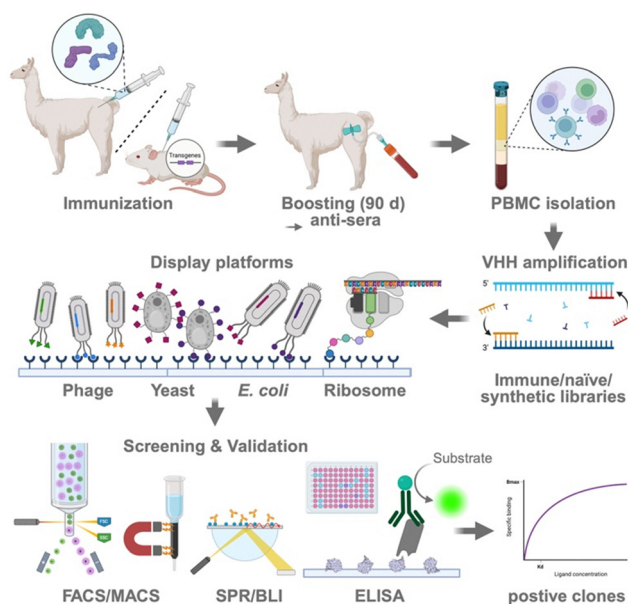 Transgenes
Immunization
Boosting (90 d)
→ anti-sera
PBMC isolation
VHH amplification
5'
3'
Immune/naïve/
synthetic libraries
Display platforms
Phage
Yeast
E. coli
Ribosome
Screening & Validation
FSC
SSC
FACS/MACS
SPR/BLI
Substrate
ELISA
Bmax
Specific binding
Kd
Ligand concentration
postive clones